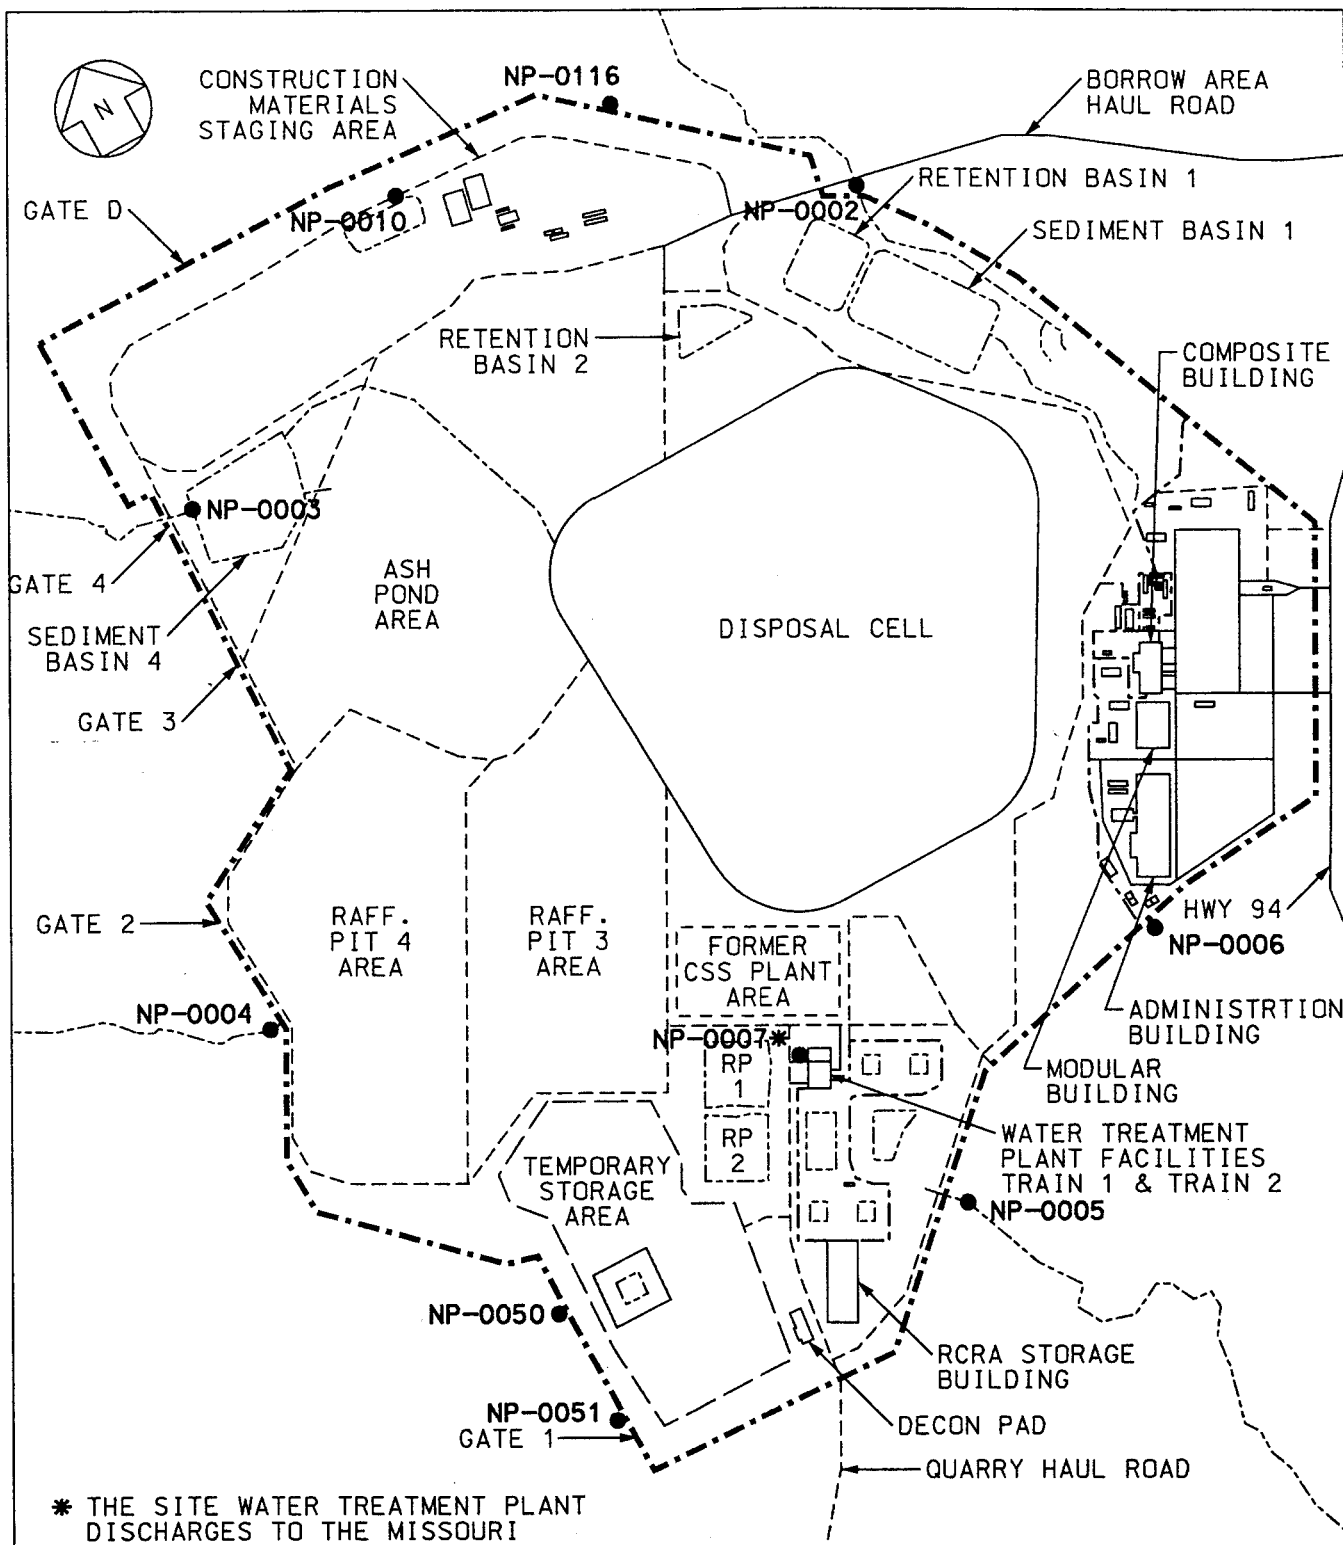 NP-0116
CONSTRUCTION
MATERIALS
STAGING AREA
BORROW AREA
HAUL ROAD
N
GATE D
NP-0010
NP-0002
RETENTION BASIN 1
SEDIMENT BASIN 1
RETENTION
BASIN 2
COMPOSITE
BUILDING
NP-0003
GATE 4
ASH
POND
AREA
DISPOSAL CELL
SEDIMENT
BASIN 4
GATE 3
GATE 2
RAFF.
PIT 4
AREA
RAFF.
PIT 3
AREA
FORMER
CSS PLANT
AREA
HWY 94
NP-0006
NP-0004
NP-0007*
RP
1
ADMINISTRTION
BUILDING
MODULAR
BUILDING
RP
2
WATER TREATMENT
PLANT FACILITIES
TRAIN 1 & TRAIN 2
TEMPORARY
STORAGE
AREA
NP-0005
NP-0050
RCRA STORAGE
BUILDING
NP-0051
GATE 1
DECON PAD
QUARRY HAUL ROAD
* THE SITE WATER TREATMENT PLANT
DISCHARGES TO THE MISSOURI